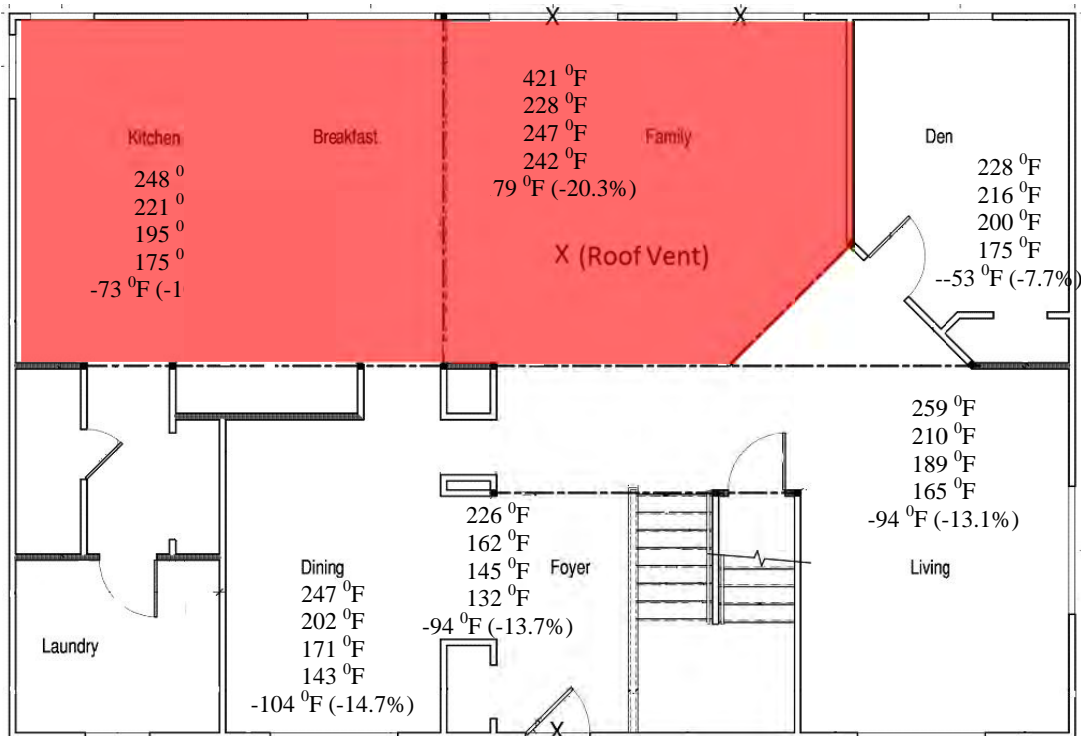 X
X
Kitchen
248 ⁰
221 ⁰
195 ⁰
175 ⁰
-73 ⁰F (-1
Breakfast
421 ⁰F
228 ⁰F
247 ⁰F
242 ⁰F
79 ⁰F (-20.3%)
Family
X (Roof Vent)
Den
228 ⁰F
216 ⁰F
200 ⁰F
175 ⁰F
--53 ⁰F (-7.7%)
259 ⁰F
210 ⁰F
189 ⁰F
165 ⁰F
-94 ⁰F (-13.1%)
Living
226 ⁰F
162 ⁰F
145 ⁰F
132 ⁰F
-94 ⁰F (-13.7%)
Foyer
Dining
247 ⁰F
202 ⁰F
171 ⁰F
143 ⁰F
-104 ⁰F (-14.7%)
Laundry
X